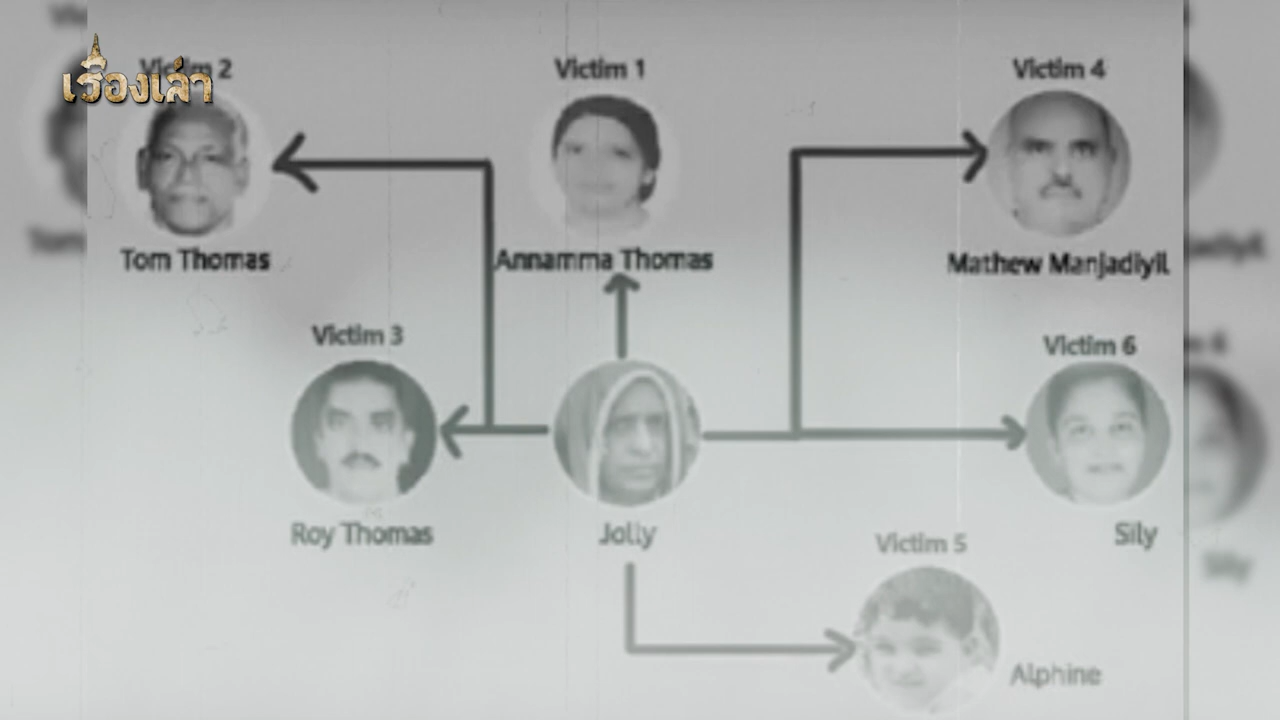 เรื่องเล่า
Victim 2
Victim 1
Victim 4
Tom Thomas
Annamma Thomas
Mathew Manjadiyil
Victim 3
Victim 6
Roy Thomas
Jolly
Sily
Victim 5
Alphine